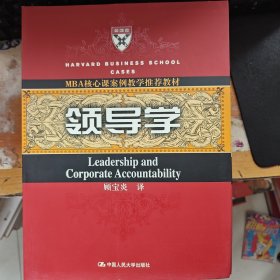 HARVARD BUSINESS SCHOOL
CASES
MBA核心课案例教学推荐教材
领导学
Leadership and
Corporate Accountability
顾宝炎 译
中国人民大学出版社